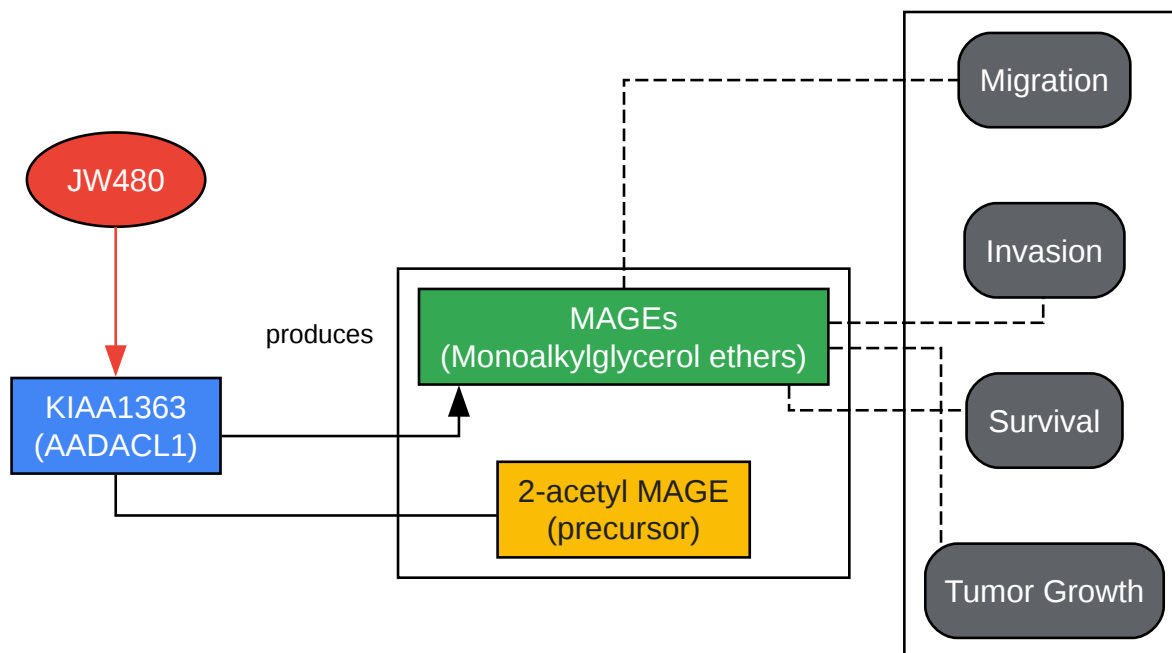 Migration
JW480
Invasion
MAGEs
(Monoalkylglycerol ethers)
produces
KIAA1363
(AADACL1)
Survival
2-acetyl MAGE
(precursor)
Tumor Growth